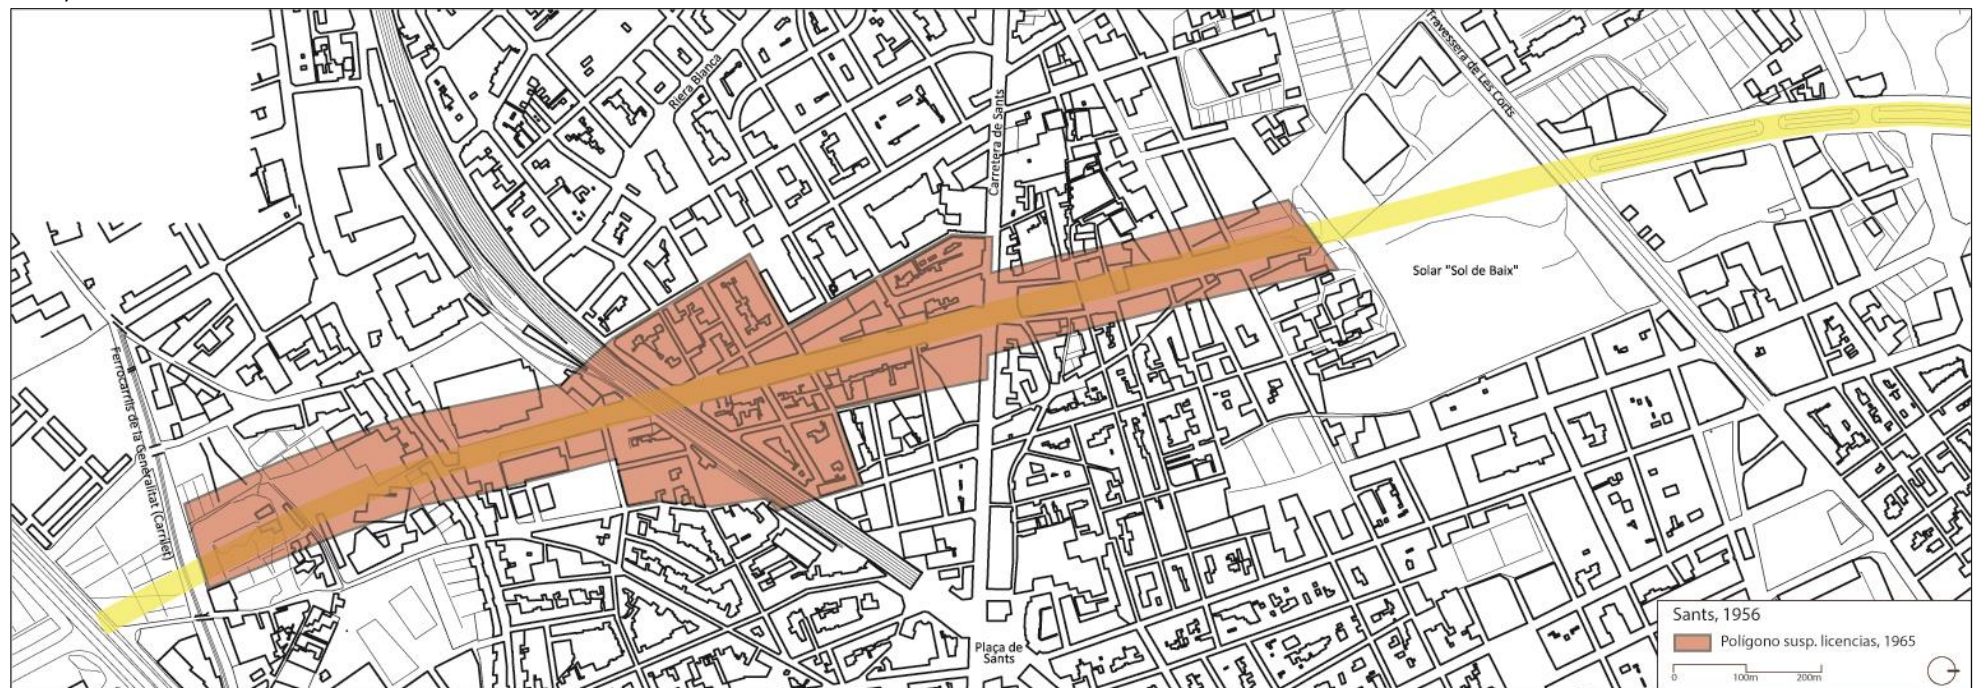 Travessera de Les Corts
Riera Blanca
Carretera de Sants
Solar "Sol de Baix"
Ferrocarrils de la Generalitat (Carrilet)
Plaça de
Sants
Sants, 1956
Polígono susp. licencias, 1965
0 100m 200m